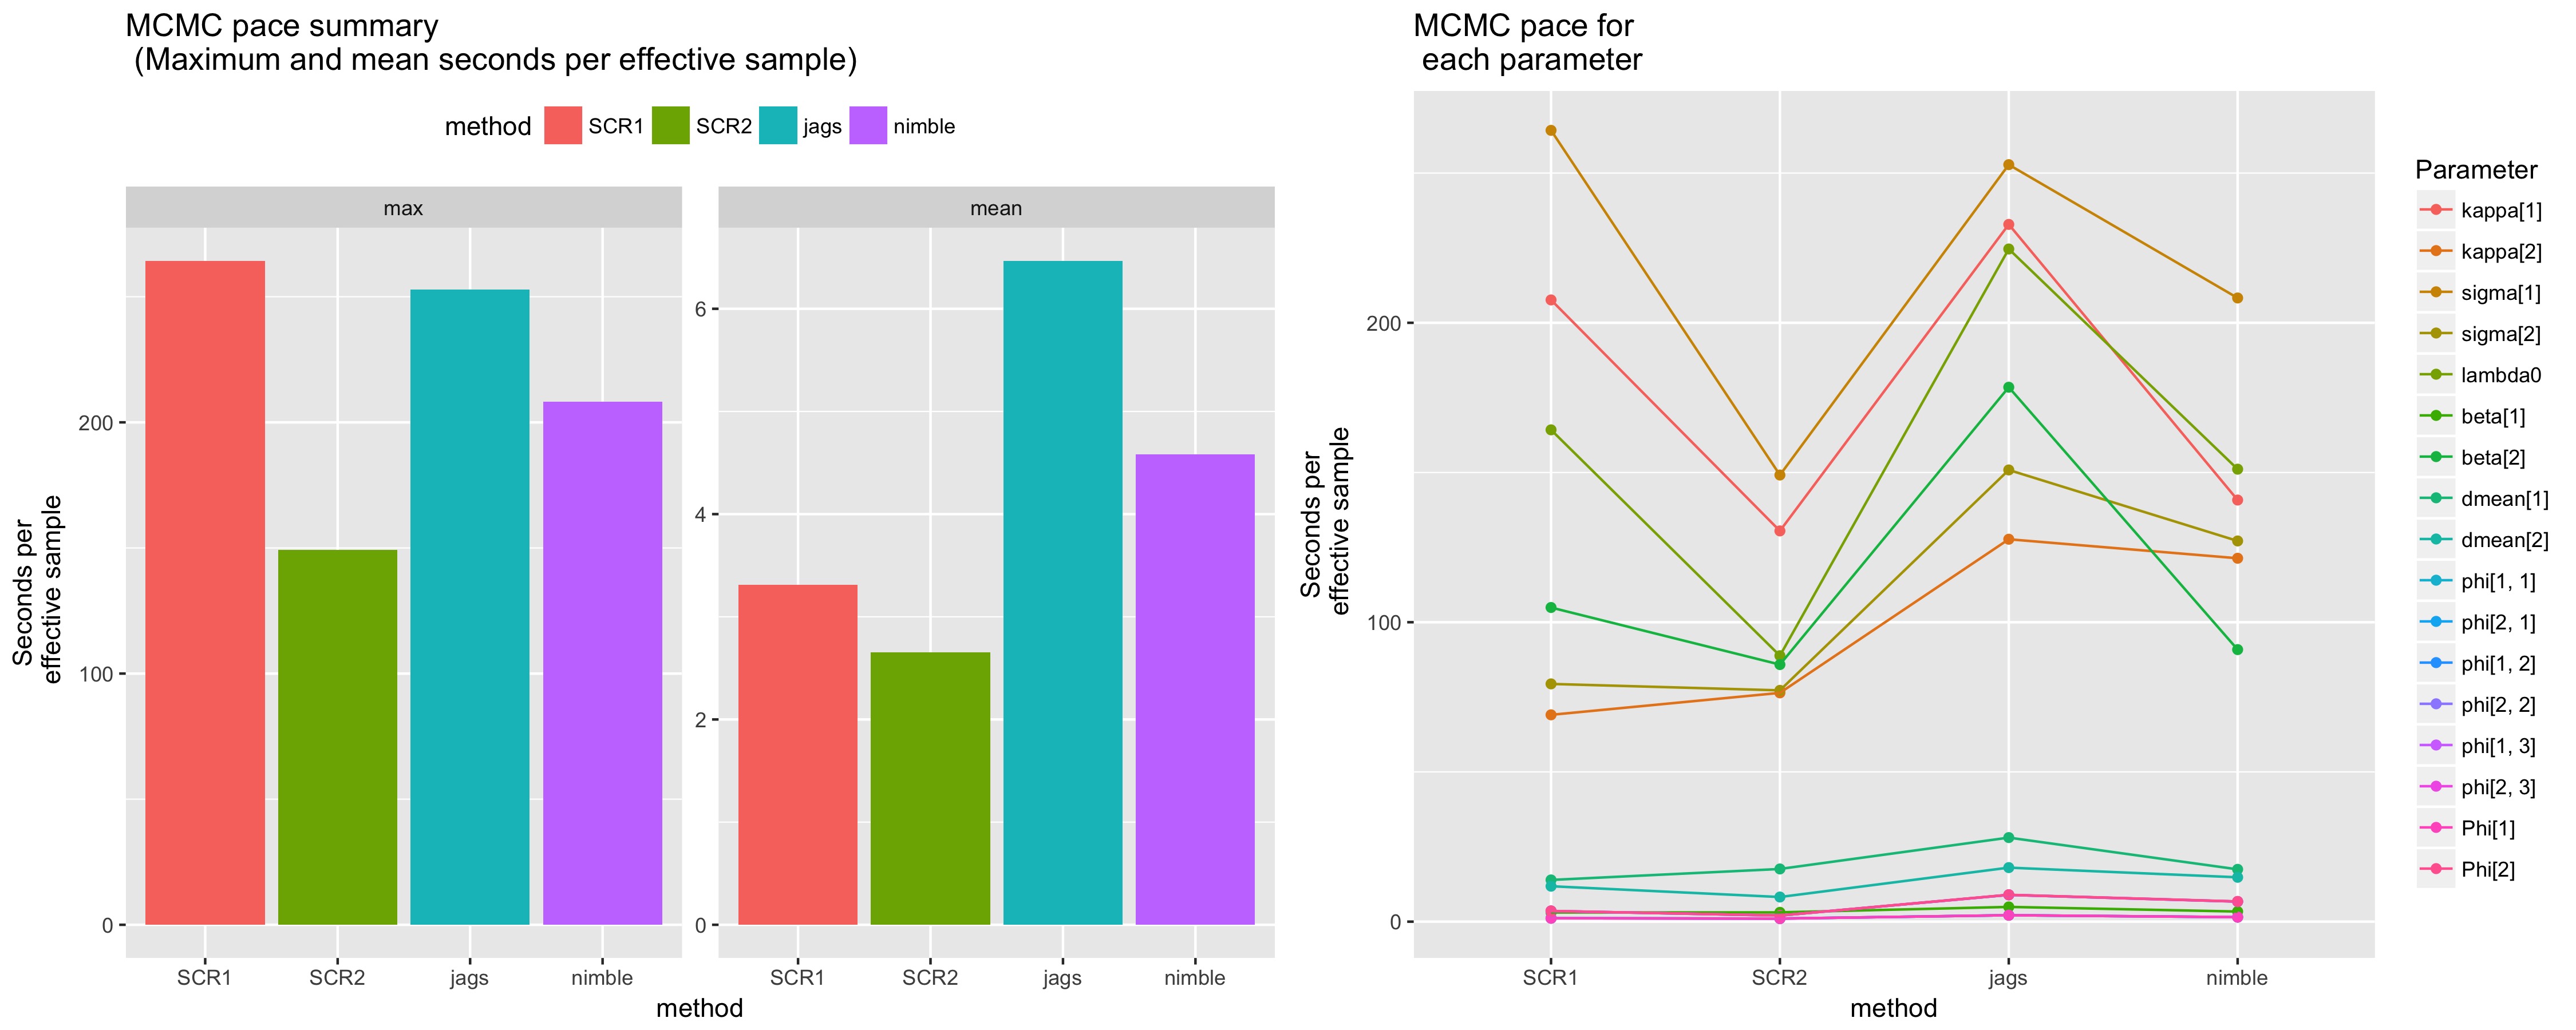 MCMC pace summary
(Maximum and mean seconds per effective sample)
method SCR1 SCR2 jags nimble
max
mean
Seconds per
effective sample
200
100
0
6
4
2
0
SCR1 SCR2 jags nimble
SCR1 SCR2 jags nimble
method
MCMC pace for
each parameter
Seconds per
effective sample
200
100
0
SCR1 SCR2 jags nimble
method
Parameter
kappa[1]
kappa[2]
sigma[1]
sigma[2]
lambda0
beta[1]
beta[2]
dmean[1]
dmean[2]
phi[1, 1]
phi[2, 1]
phi[1, 2]
phi[2, 2]
phi[1, 3]
phi[2, 3]
Phi[1]
Phi[2]